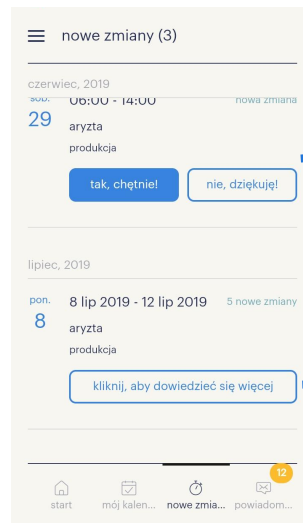 nowe zmiany (3)
czerwiec, 2019
sob.
06:00 - 14:00
nowa zmiana
29
aryzta
produkcja
tak, chętnie!
nie, dziękuję!
lipiec, 2019
pon.
8 lip 2019 - 12 lip 2019
5 nowe zmiany
8
aryzta
produkcja
kliknij, aby dowiedzieć się więcej
12
start
mój kalen...
nowe zmia...
powiadom...